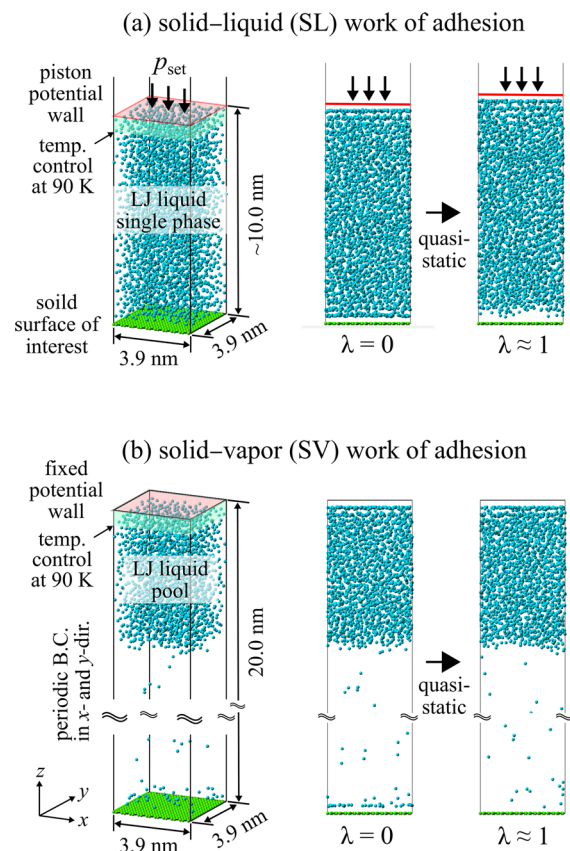 (a) solid–liquid (SL) work of adhesion
piston
potential
wall
pset
temp.
control
at 90 K
LJ liquid
single phase
~10.0 nm
soild
surface of
interest
3.9 nm
3.9 nm
quasi-
static
λ = 0
λ ≈ 1
(b) solid–vapor (SV) work of adhesion
fixed
potential
wall
temp.
control
at 90 K
LJ liquid
pool
periodic B.C.
in x- and y-dir.
20.0 nm
z
y
x
3.9 nm
3.9 nm
quasi-
static
λ = 0
λ ≈ 1